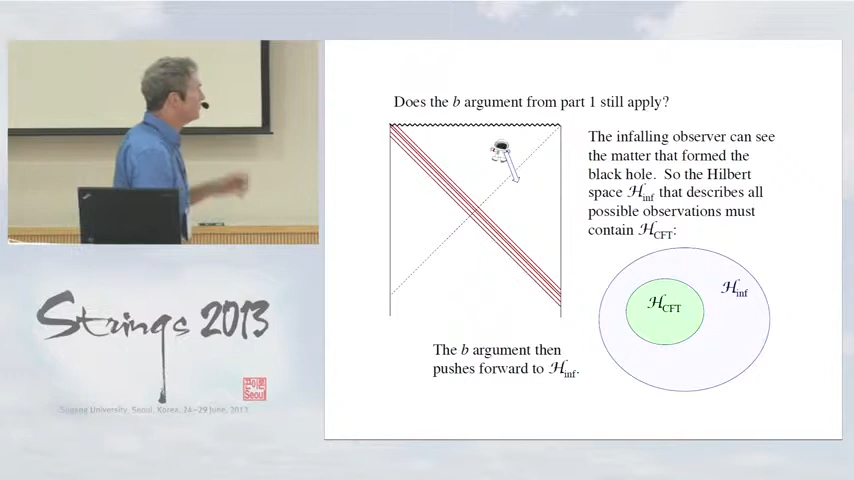 Does the b argument from part 1 still apply?
The infalling observer can see
the matter that formed the
black hole. So the Hilbert
space ℋinf that describes all
possible observations must
contain ℋCFT:
ℋCFT
ℋinf
The b argument then
pushes forward to ℋinf.
Strings 2013
Seoul
Sogang University, Seoul, Korea, 24-29 June, 2013